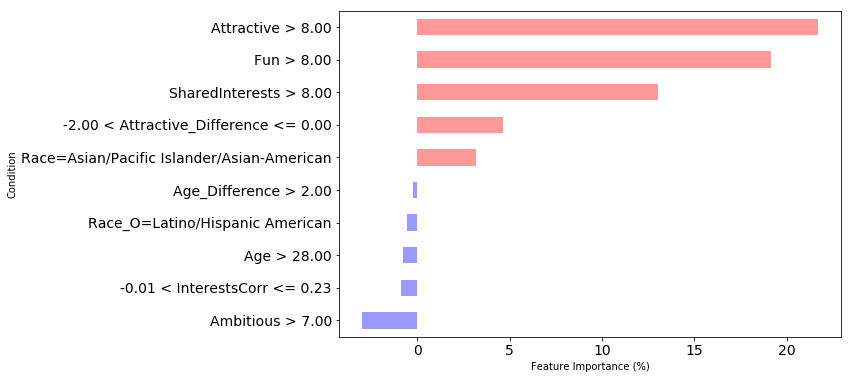 Attractive > 8.00
Fun > 8.00
SharedInterests > 8.00
-2.00 < Attractive_Difference <= 0.00
Race=Asian/Pacific Islander/Asian-American
Age_Difference > 2.00
Race_O=Latino/Hispanic American
Age > 28.00
-0.01 < InterestsCorr <= 0.23
Ambitious > 7.00
Condition
0 5 10 15 20
Feature Importance (%)